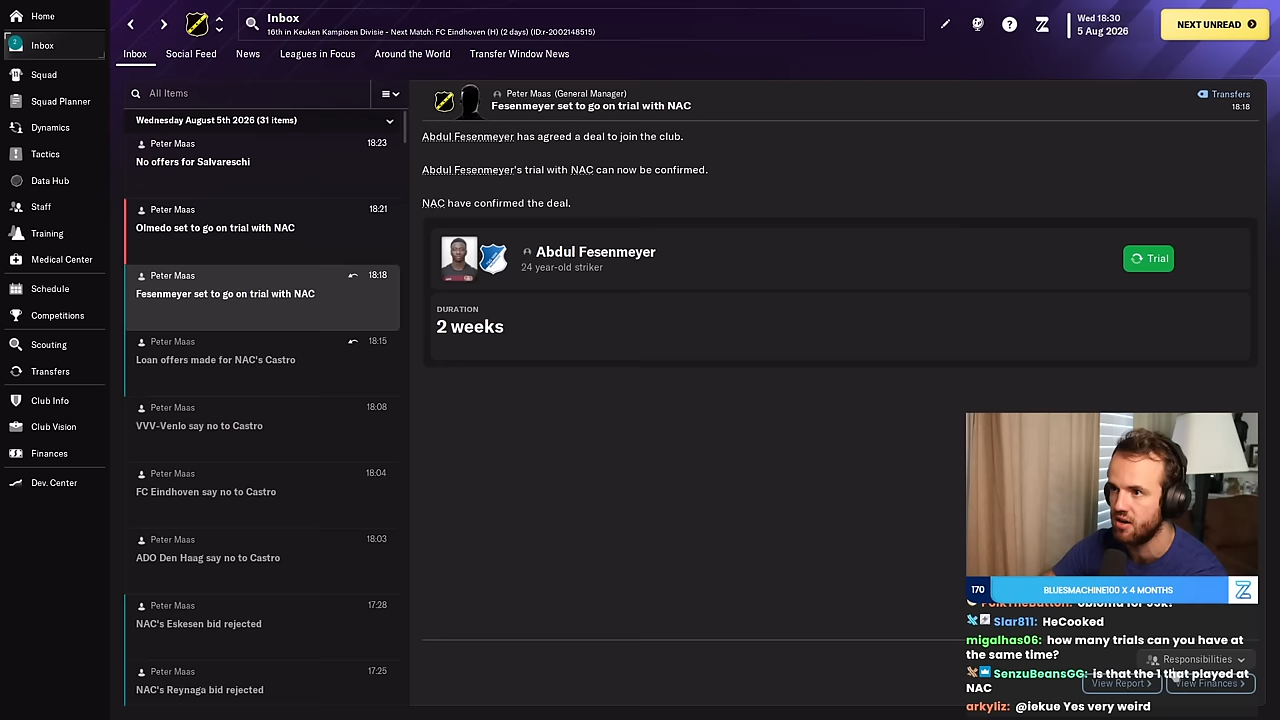 Home
Inbox
2
Squad
Squad Planner
Dynamics
Tactics
Data Hub
Staff
Training
Medical Center
Schedule
Competitions
Scouting
Transfers
Club Info
Club Vision
Finances
Dev. Center
Inbox
16th in Keuken Kampioen Divisie - Next Match: FC Eindhoven (H) (2 days) (ID:r-2002148515)
Wed 18:30
5 Aug 2026
NEXT UNREAD
Inbox
Social Feed
News
Leagues in Focus
Around the World
Transfer Window News
All Items
Wednesday August 5th 2026 (31 items)
Peter Maas 18:23
No offers for Salvareschi
Peter Maas 18:21
Olmedo set to go on trial with NAC
Peter Maas 18:18
Fesenmeyer set to go on trial with NAC
Peter Maas 18:15
Loan offers made for NAC's Castro
Peter Maas 18:08
VVV-Venlo say no to Castro
Peter Maas 18:04
FC Eindhoven say no to Castro
Peter Maas 18:03
ADO Den Haag say no to Castro
Peter Maas 17:28
NAC's Eskesen bid rejected
Peter Maas 17:25
NAC's Reynaga bid rejected
Peter Maas (General Manager)
Fesenmeyer set to go on trial with NAC
Transfers
18:18
Abdul Fesenmeyer has agreed a deal to join the club.
Abdul Fesenmeyer's trial with NAC can now be confirmed.
NAC have confirmed the deal.
Abdul Fesenmeyer
24 year-old striker
Trial
DURATION
2 weeks
170 BLUESMACHINE100 X 4 MONTHS
Slar811: HeCooked
migalhas06: how many trials can you have at
the same time?
Responsibilities
SenzuBeansGG: is that the 1 that played at
NAC
View Report
View Finances
arkyliz: @iekue Yes very weird